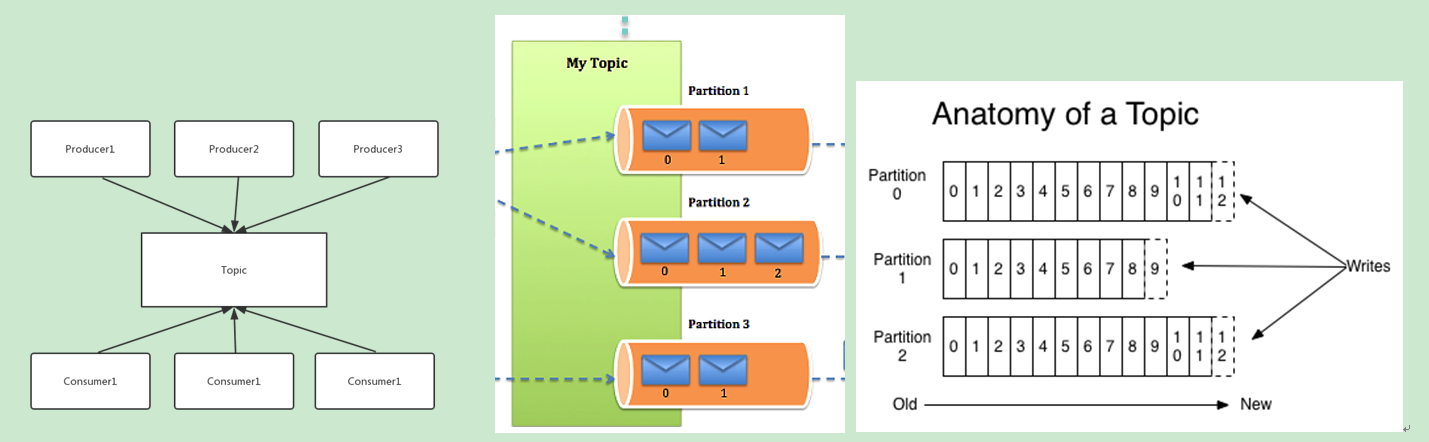 Producer1
Producer2
Producer3
Topic
Consumer1
Consumer1
Consumer1
My Topic
Partition 1
0 1
Partition 2
0 1 2
Partition 3
0 1
Anatomy of a Topic
Partition
0
0 1 2 3 4 5 6 7 8 9 10 11 12
Partition
1
0 1 2 3 4 5 6 7 8 9
Writes
Partition
2
0 1 2 3 4 5 6 7 8 9 10 11 12
Old
New